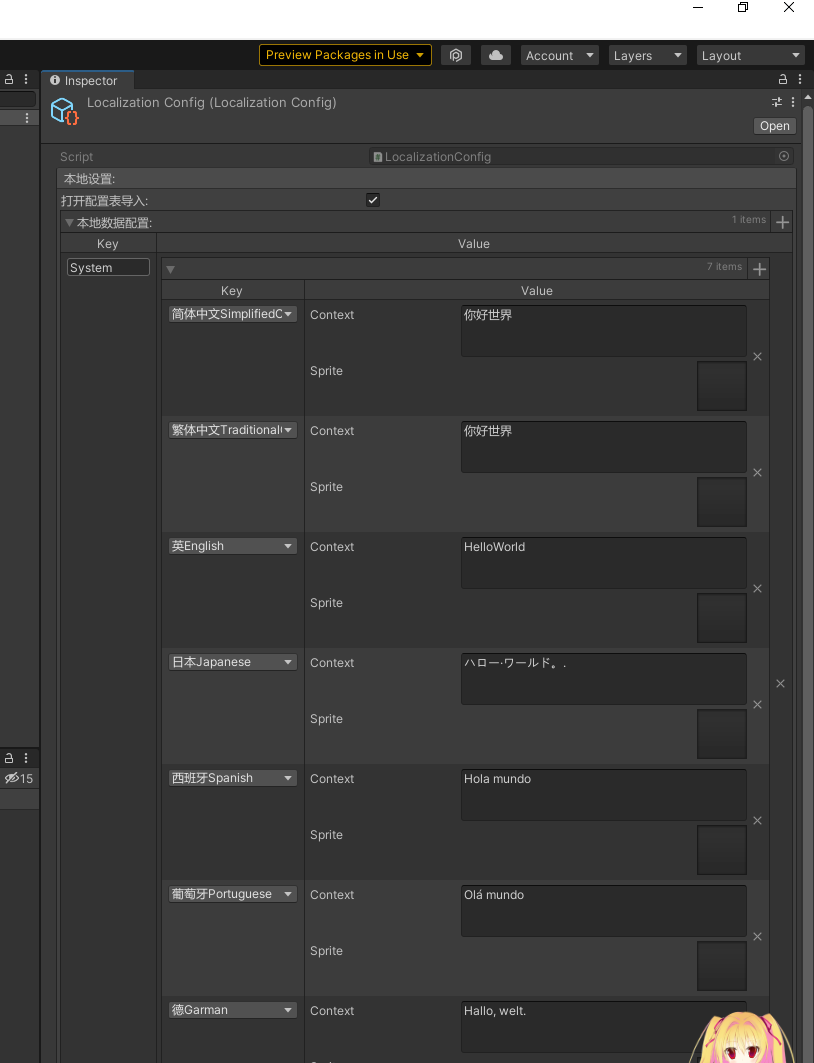 Preview Packages in Use
Account
Layers
Layout
Inspector
Localization Config (Localization Config)
Open
Script
LocalizationConfig
本地设置:
打开配置表导入:
本地数据配置:
1 items
Key
Value
System
7 items
Key
Value
简体中文SimplifiedC
Context
你好世界
Sprite
繁体中文Traditional
Context
你好世界
Sprite
英English
Context
HelloWorld
Sprite
日本Japanese
Context
ハロー·ワールド。.
Sprite
15
西班牙Spanish
Context
Hola mundo
Sprite
葡萄牙Portuguese
Context
Olá mundo
Sprite
德Garman
Context
Hallo, welt.